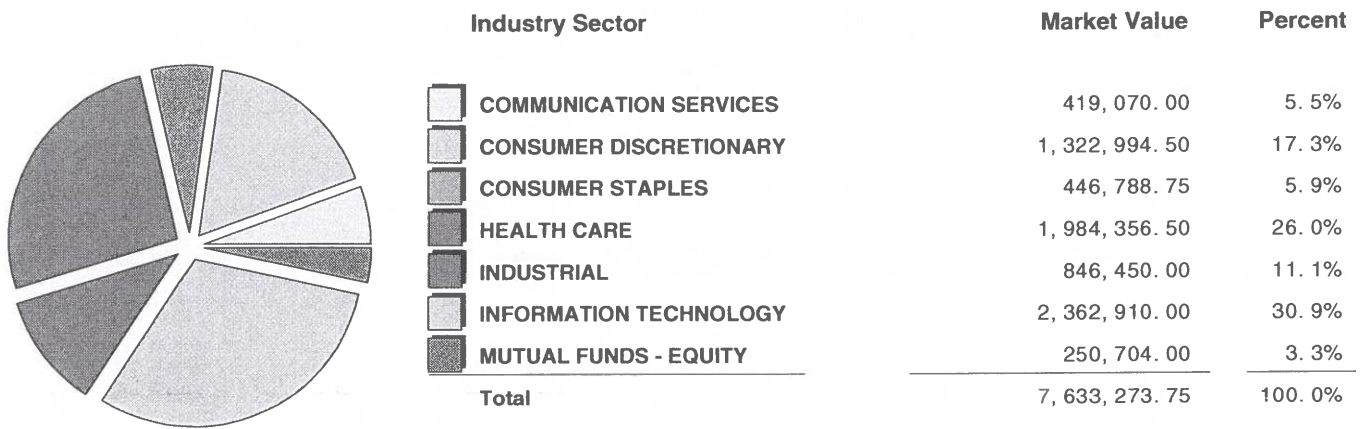 Industry Sector Market Value Percent
COMMUNICATION SERVICES 419,070.00 5.5%
CONSUMER DISCRETIONARY 1,322,994.50 17.3%
CONSUMER STAPLES 446,788.75 5.9%
HEALTH CARE 1,984,356.50 26.0%
INDUSTRIAL 846,450.00 11.1%
INFORMATION TECHNOLOGY 2,362,910.00 30.9%
MUTUAL FUNDS - EQUITY 250,704.00 3.3%
Total 7,633,273.75 100.0%